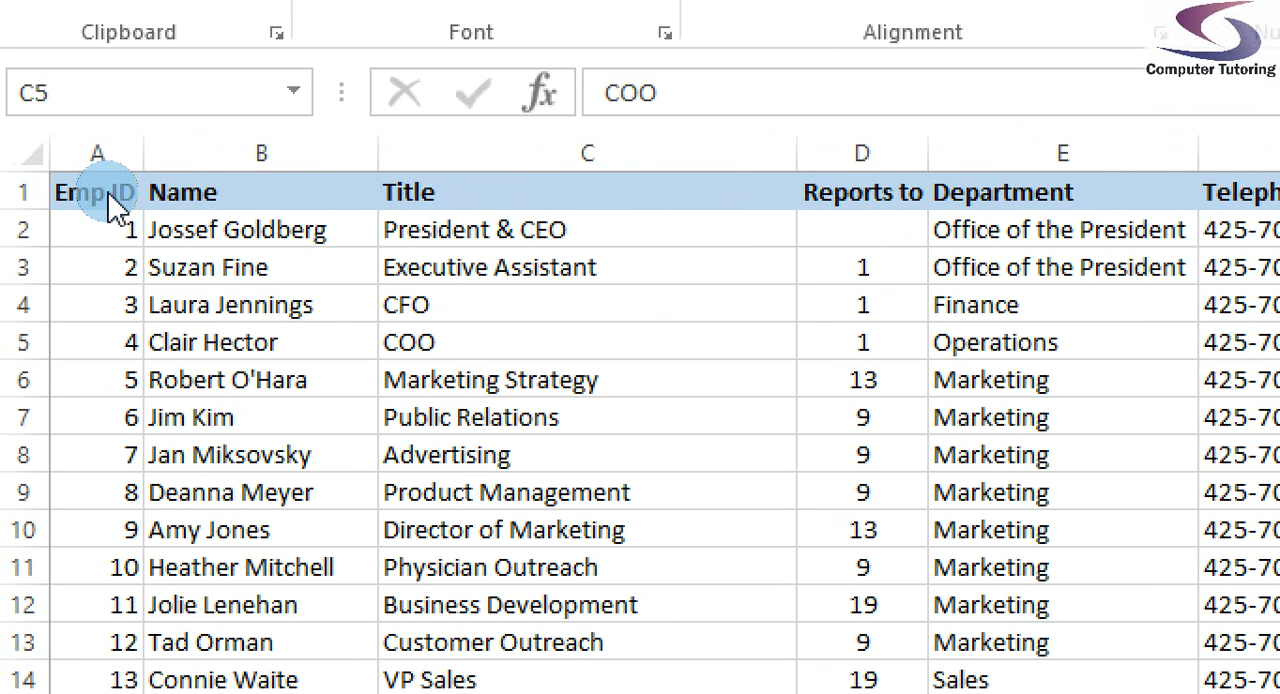 Clipboard Font Alignment
Computer Tutoring
C5 fx COO
A B C D E
1 Emp ID Name Title Reports to Department Teleph
2 1 Jossef Goldberg President & CEO Office of the President 425-70
3 2 Suzan Fine Executive Assistant 1 Office of the President 425-70
4 3 Laura Jennings CFO 1 Finance 425-70
5 4 Clair Hector COO 1 Operations 425-70
6 5 Robert O'Hara Marketing Strategy 13 Marketing 425-70
7 6 Jim Kim Public Relations 9 Marketing 425-70
8 7 Jan Miksovsky Advertising 9 Marketing 425-70
9 8 Deanna Meyer Product Management 9 Marketing 425-70
10 9 Amy Jones Director of Marketing 13 Marketing 425-70
11 10 Heather Mitchell Physician Outreach 9 Marketing 425-70
12 11 Jolie Lenehan Business Development 19 Marketing 425-70
13 12 Tad Orman Customer Outreach 9 Marketing 425-70
14 13 Connie Waite VP Sales 19 Sales 425-70